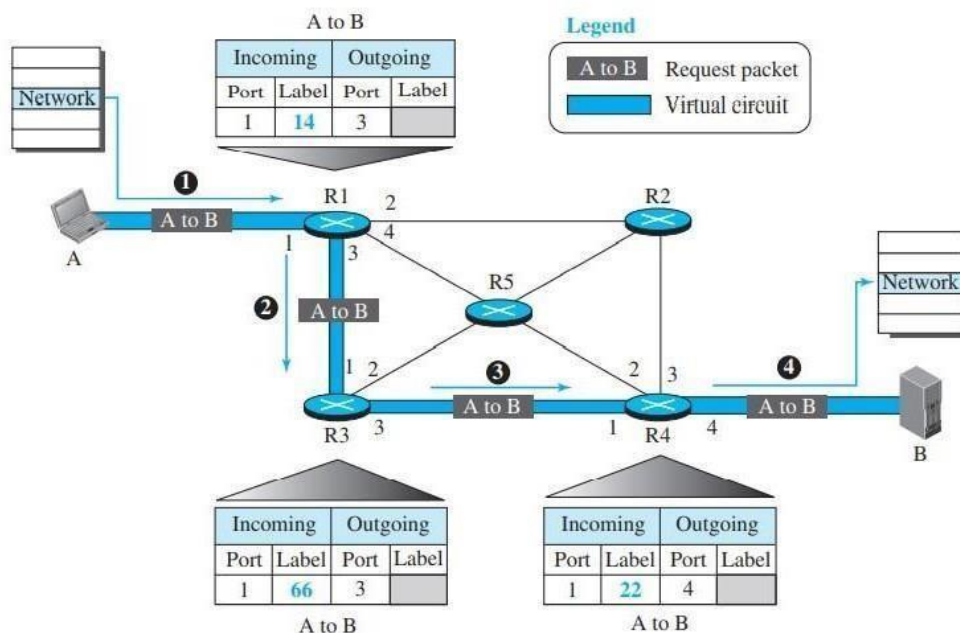 A to B
Incoming Outgoing
Port Label Port Label
1 14 3
Legend
A to B Request packet
Virtual circuit
Network
1
A to B
A
1
R1
2
4
3
R2
2
A to B
R5
Network
1 2
3
A to B
R3
3
2 3
1
R4
4
4
A to B
B
Incoming Outgoing
Port Label Port Label
1 66 3
A to B
Incoming Outgoing
Port Label Port Label
1 22 4
A to B